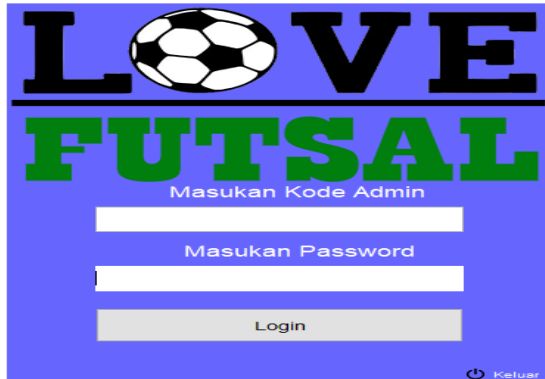 LOVE
FUTSAL
Masukan Kode Admin
Masukan Password
Login
Keluar